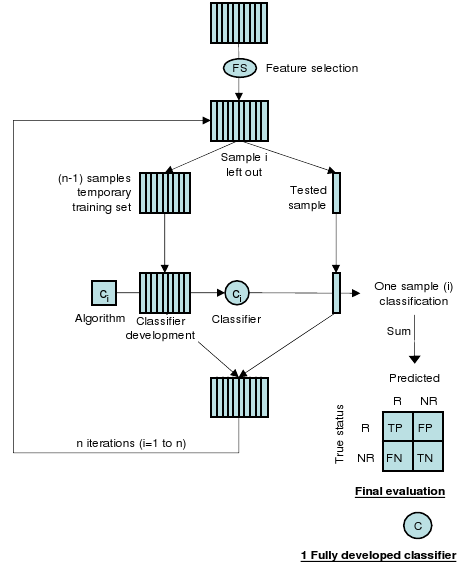 FS
Feature selection
Sample i
left out
(n-1) samples
temporary
training set
Tested
sample
Ci
Ci
One sample (i)
classification
Algorithm
Classifier
development
Classifier
Sum
Predicted
R NR
True status
R TP FP
NR FN TN
n iterations (i=1 to n)
Final evaluation
C
1 Fully developed classifier